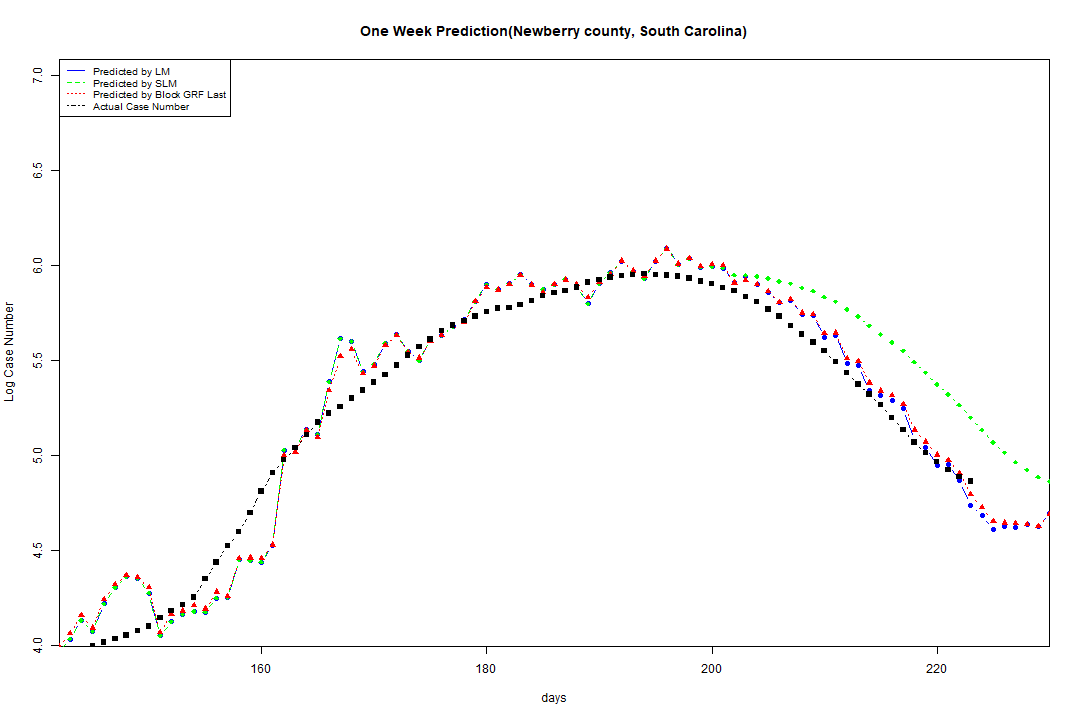 One Week Prediction(Newberry county, South Carolina)
Predicted by LM
Predicted by SLM
Predicted by Block GRF Last
Actual Case Number
Log Case Number
7.0
6.5
6.0
5.5
5.0
4.5
4.0
160 180 200 220
days